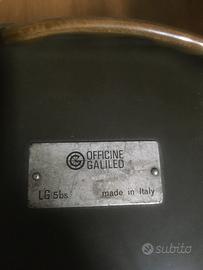 OFFICINE
GALILEO
LG 5bs made in Italy
subito